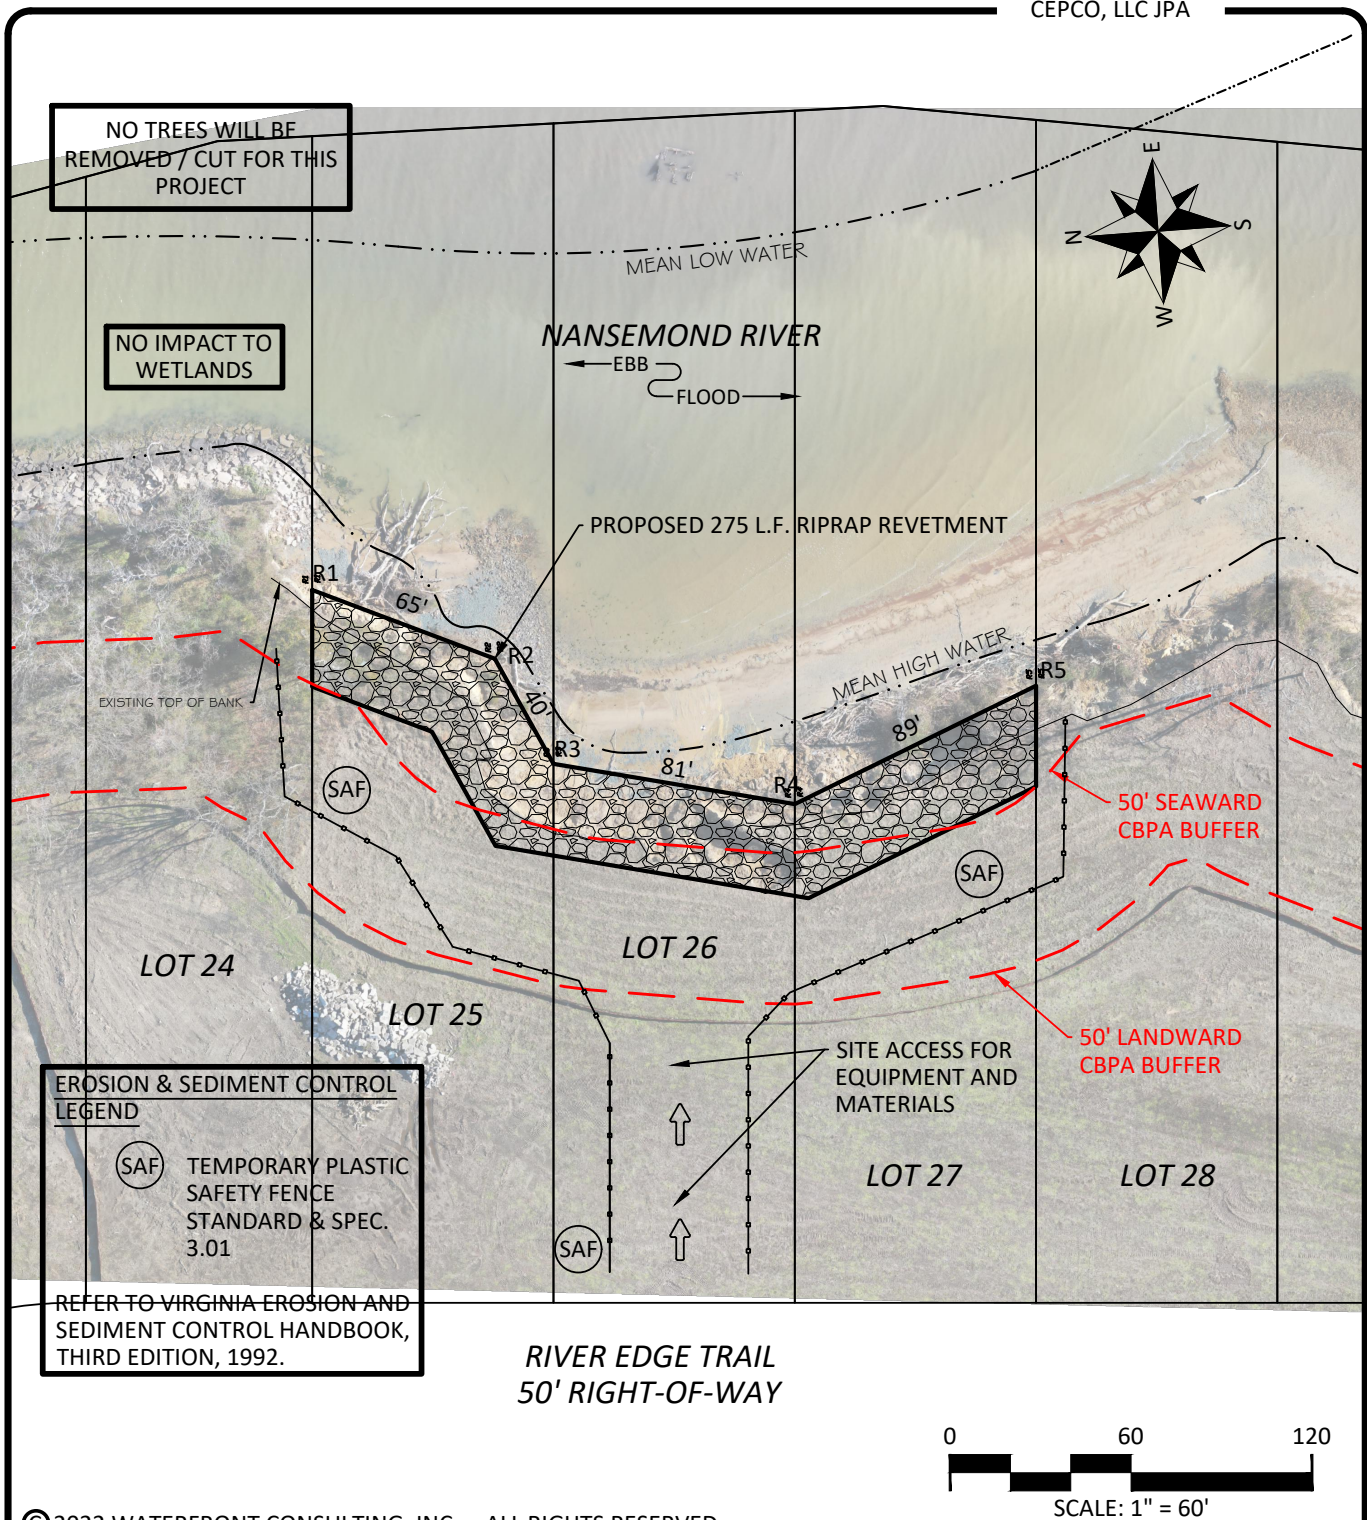 CEPCO, LLC JPA
NO TREES WILL BE
REMOVED / CUT FOR THIS
PROJECT
E
N
S
W
MEAN LOW WATER
NO IMPACT TO
WETLANDS
NANSEMOND RIVER
EBB
FLOOD
PROPOSED 275 L.F. RIPRAP REVETMENT
R1
65'
R2
MEAN HIGH WATER
R5
EXISTING TOP OF BANK
40'
R3
89'
81'
R4
SAF
50' SEAWARD
CBPA BUFFER
SAF
LOT 24
LOT 26
LOT 25
50' LANDWARD
CBPA BUFFER
SITE ACCESS FOR
EQUIPMENT AND
MATERIALS
EROSION & SEDIMENT CONTROL
LEGEND
SAF
TEMPORARY PLASTIC
SAFETY FENCE
STANDARD & SPEC.
3.01
LOT 27
LOT 28
SAF
REFER TO VIRGINIA EROSION AND
SEDIMENT CONTROL HANDBOOK,
THIRD EDITION, 1992.
RIVER EDGE TRAIL
50' RIGHT-OF-WAY
0 60 120
SCALE: 1" = 60'